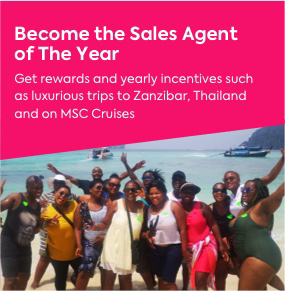 Become the Sales Agent
of The Year
Get rewards and yearly incentives such
as luxurious trips to Zanzibar, Thailand
and on MSC Cruises